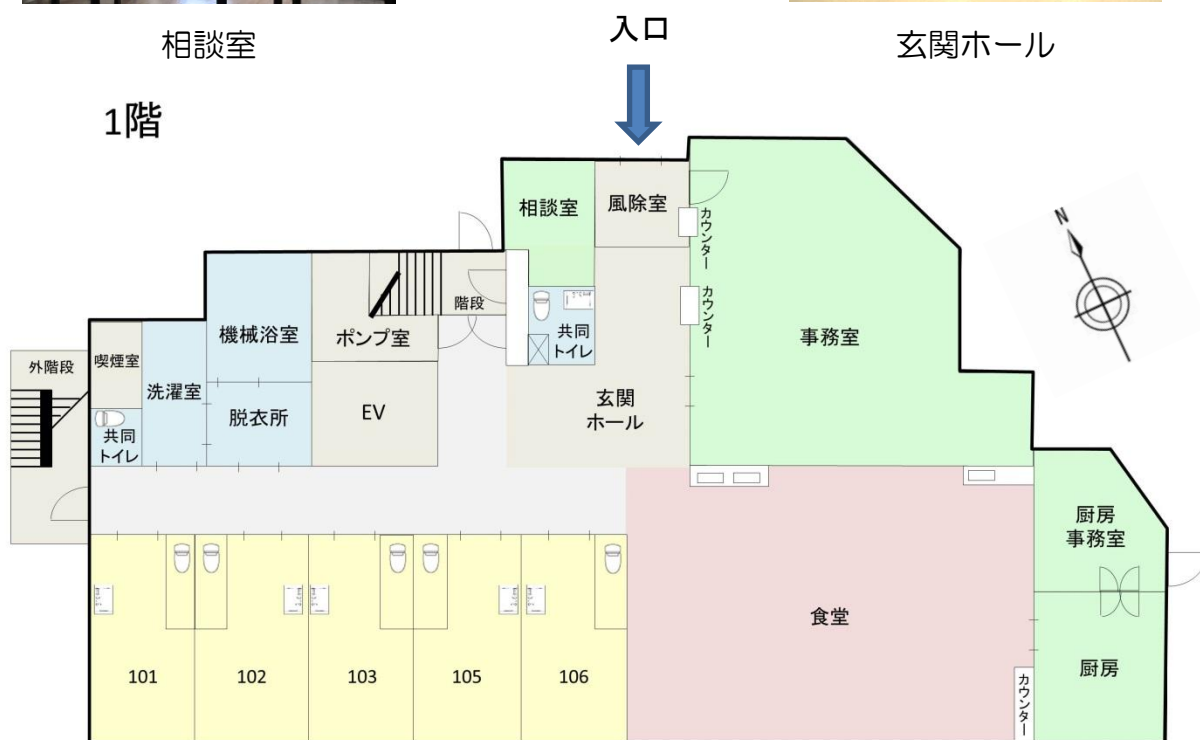 相談室
入口
玄関ホール
1階
N
相談室
風除室
カウンター
カウンター
事務室
階段
共同
トイレ
機械浴室
ポンプ室
外階段
喫煙室
洗濯室
脱衣所
EV
玄関
ホール
共同
トイレ
厨房
事務室
食堂
101
102
103
105
106
厨房
カウンター